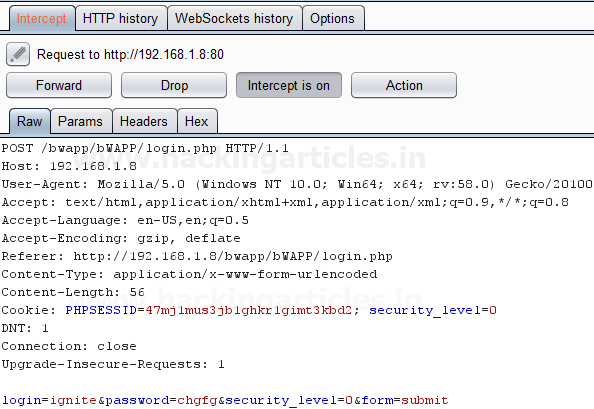 Intercept HTTP history WebSockets history Options
Request to http://192.168.1.8:80
Forward Drop Intercept is on Action
Raw Params Headers Hex
www.hackingarticles.in
POST /bwapp/bWAPP/login.php HTTP/1.1
Host: 192.168.1.8
User-Agent: Mozilla/5.0 (Windows NT 10.0; Win64; x64; rv:58.0) Gecko/20100
Accept: text/html,application/xhtml+xml,application/xml;q=0.9,*/*;q=0.8
Accept-Language: en-US,en;q=0.5
Accept-Encoding: gzip, deflate
Referer: http://192.168.1.8/bwapp/bWAPP/login.php
Content-Type: application/x-www-form-urlencoded
Content-Length: 56
www.hackingarticles.in
Cookie: PHPSESSID=47mj1mus3jb1ghkr1gimt3kbd2; security_level=0
DNT: 1
Connection: close
Upgrade-Insecure-Requests: 1
login=ignite&password=chgfg&security_level=0&form=submit